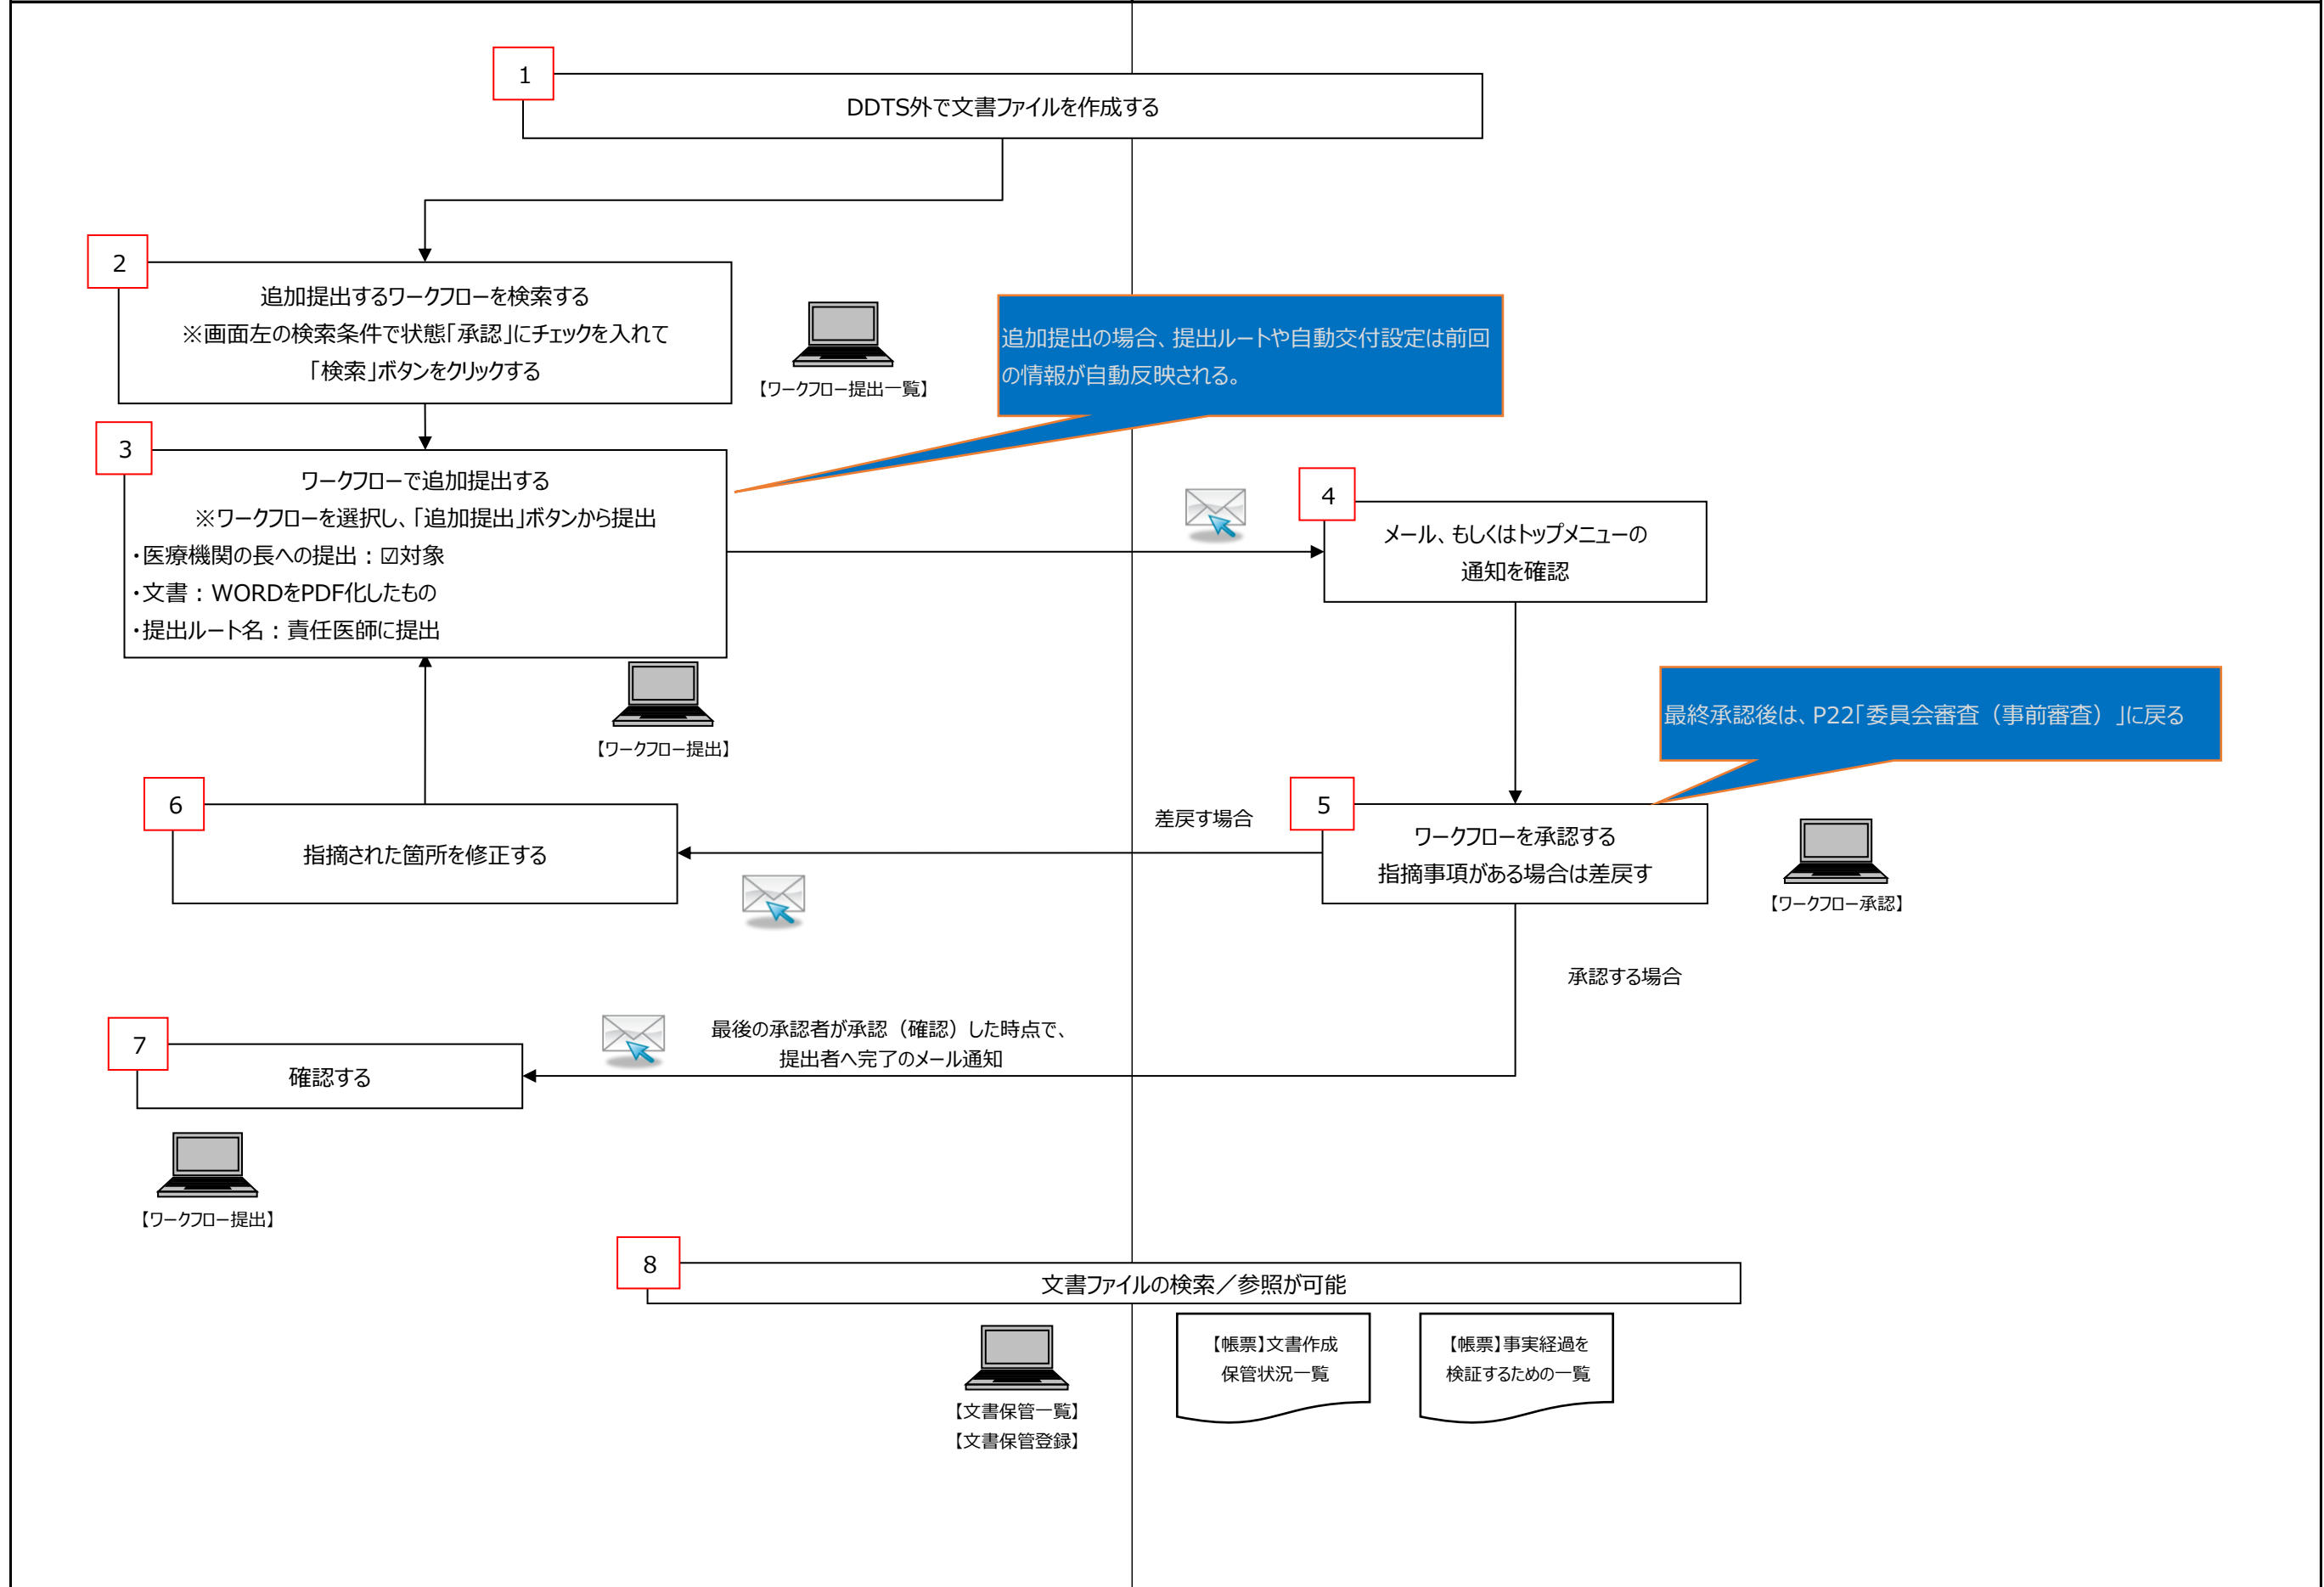 1
DDTS外で文書ファイルを作成する
2
追加提出するワークフローを検索する
※画面左の検索条件で状態「承認」にチェックを入れて
「検索」ボタンをクリックする
【ワークフロー提出一覧】
追加提出の場合、提出ルートや自動交付設定は前回
の情報が自動反映される。
3
ワークフローで追加提出する
※ワークフローを選択し、「追加提出」ボタンから提出
・医療機関の長への提出：☑対象
・文書：WORDをPDF化したもの
・提出ルート名：責任医師に提出
【ワークフロー提出】
4
メール、もしくはトップメニューの
通知を確認
最終承認後は、P22「委員会審査（事前審査）」に戻る
5
ワークフローを承認する
指摘事項がある場合は差戻す
【ワークフロー承認】
差戻す場合
6
指摘された箇所を修正する
承認する場合
最後の承認者が承認（確認）した時点で、
提出者へ完了のメール通知
7
確認する
【ワークフロー提出】
8
文書ファイルの検索／参照が可能
【文書保管一覧】
【文書保管登録】
【帳票】文書作成
保管状況一覧
【帳票】事実経過を
検証するための一覧